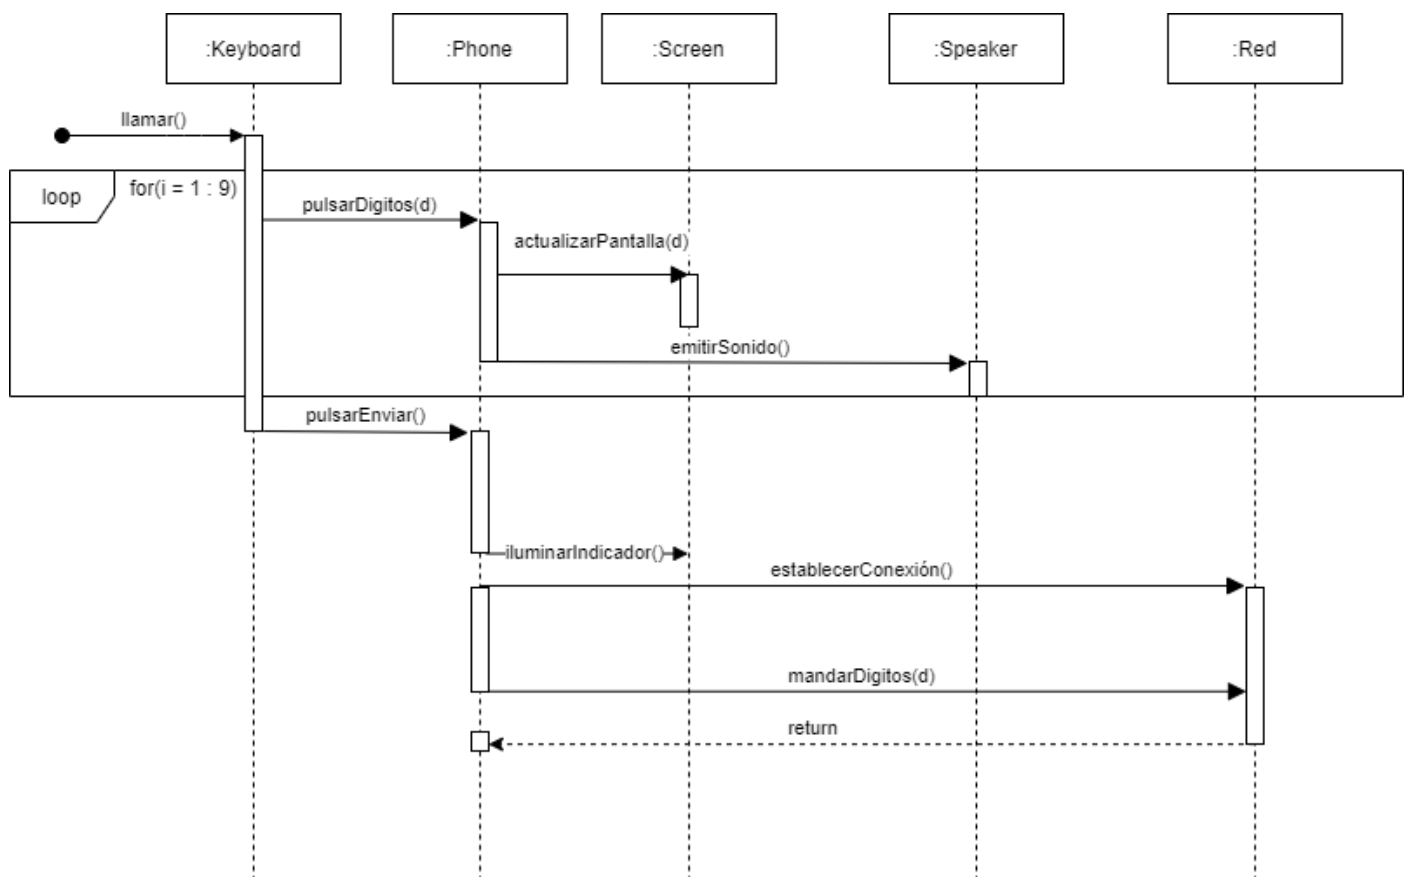 :Keyboard
:Phone
:Screen
:Speaker
:Red
llamar()
loop
for(i = 1 : 9)
pulsarDigitos(d)
actualizarPantalla(d)
emitirSonido()
pulsarEnviar()
iluminarIndicador()
establecerConexión()
mandarDigitos(d)
return